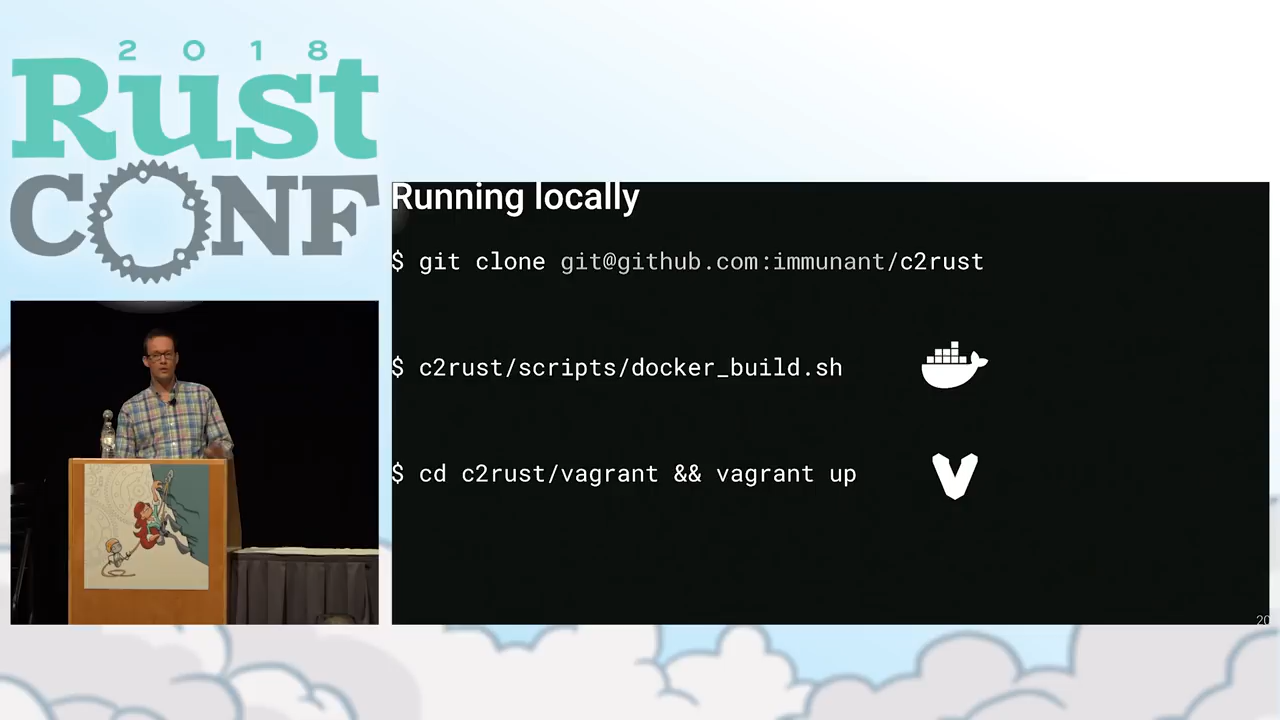 2018
Rust
CONF
Running locally
$ git clone git@github.com:immunant/c2rust
$ c2rust/scripts/docker_build.sh
$ cd c2rust/vagrant && vagrant up
20